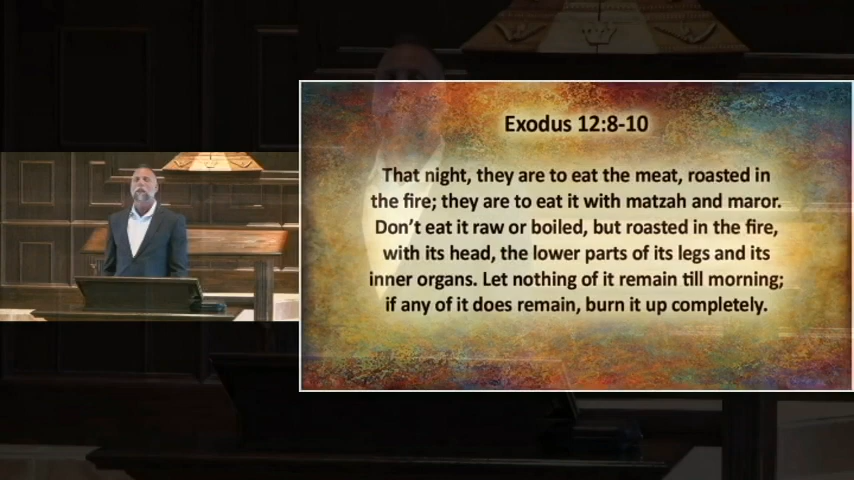 Exodus 12:8-10
That night, they are to eat the meat, roasted in
the fire; they are to eat it with matzah and maror.
Don't eat it raw or boiled, but roasted in the fire,
with its head, the lower parts of its legs and its
inner organs. Let nothing of it remain till morning;
if any of it does remain, burn it up completely.